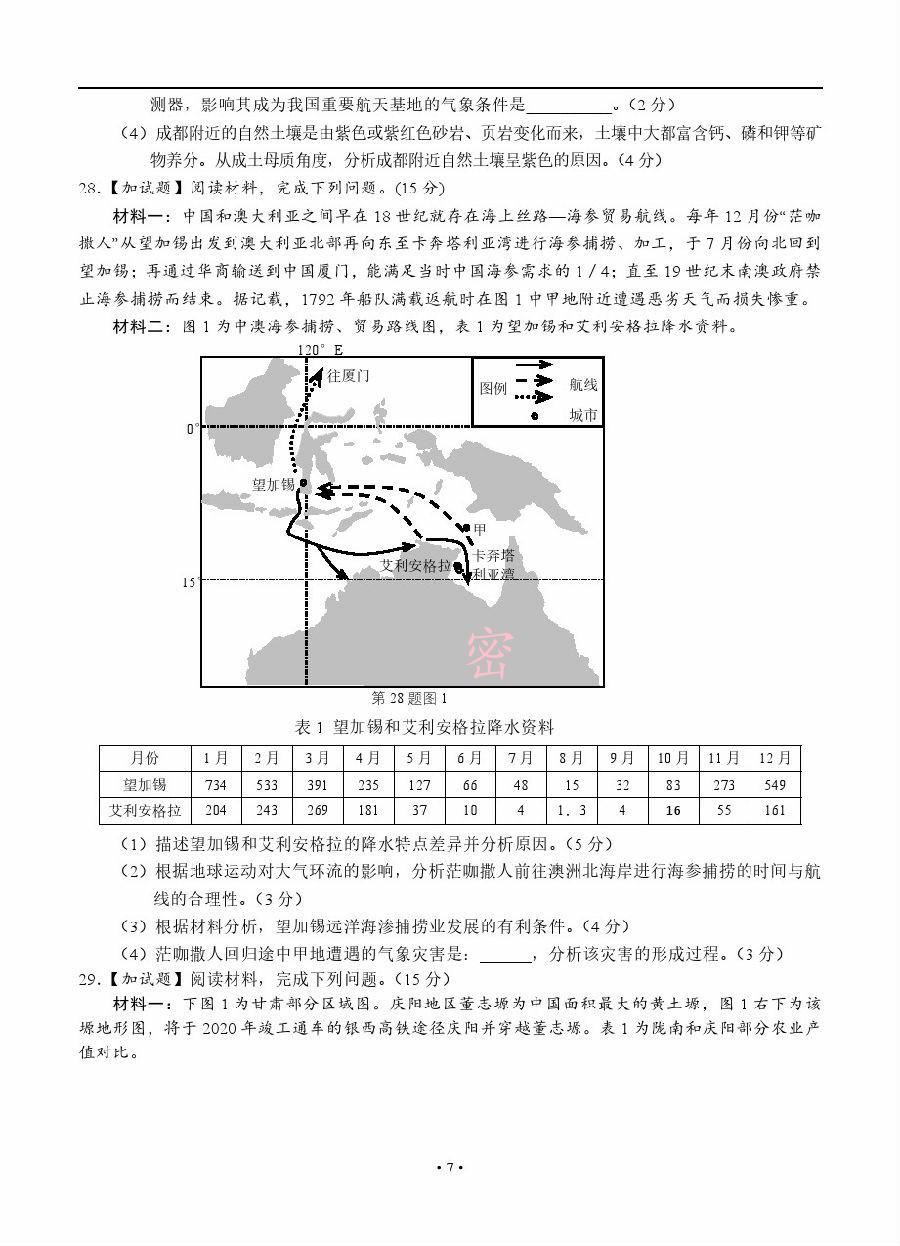 测器，影响其成为我国重要航天基地的气象条件是__________。（2 分）
（4）成都附近的自然土壤是由紫色或紫红色砂岩、页岩变化而来，土壤中大都富含钙、磷和钾等矿
物养分。从成土母质角度，分析成都附近自然土壤呈紫色的原因。（4 分）
28.【加试题】阅读材料，完成下列问题。(15 分)
材料一：中国和澳大利亚之间早在 18 世纪就存在海上丝路—海参贸易航线。每年 12 月份“茫咖
撒人”从望加锡出发到澳大利亚北部再向东至卡奔塔利亚湾进行海参捕捞、加工，于 7 月份向北回到
望加锡；再通过华商输送到中国厦门，能满足当时中国海参需求的 1／4；直至 19 世纪末南澳政府禁
止海参捕捞而结束。据记载，1792 年船队满载返航时在图 1 中甲地附近遭遇恶劣天气而损失惨重。
材料二：图 1 为中澳海参捕捞、贸易路线图，表 1 为望加锡和艾利安格拉降水资料。
120° E
往厦门
图例
航线
城市
0°
望加锡
甲
卡奔塔
艾利安格拉
利亚湾
15°
密
第 28 题图 1
表 1 望加锡和艾利安格拉降水资料
月份 1 月 2 月 3 月 4 月 5 月 6 月 7 月 8 月 9 月 10 月 11 月 12 月
望加锡 734 533 391 235 127 66 48 15 32 83 273 549
艾利安格拉 204 243 269 181 37 10 4 1．3 4 16 55 161
（1）描述望加锡和艾利安格拉的降水特点差异并分析原因。（5 分）
（2）根据地球运动对大气环流的影响，分析茫咖撒人前往澳洲北海岸进行海参捕捞的时间与航
线的合理性。（3 分）
（3）根据材料分析，望加锡远洋海渗捕捞业发展的有利条件。（4 分）
（4）茫咖撒人回归途中甲地遭遇的气象灾害是：______，分析该灾害的形成过程。（3 分）
29.【加试题】阅读材料，完成下列问题。（15 分）
材料一：下图 1 为甘肃部分区域图。庆阳地区董志塬为中国面积最大的黄土塬，图 1 右下为该
塬地形图，将于 2020 年竣工通车的银西高铁途径庆阳并穿越董志塬。表 1 为陇南和庆阳部分农业产
值对比。
• 7 •